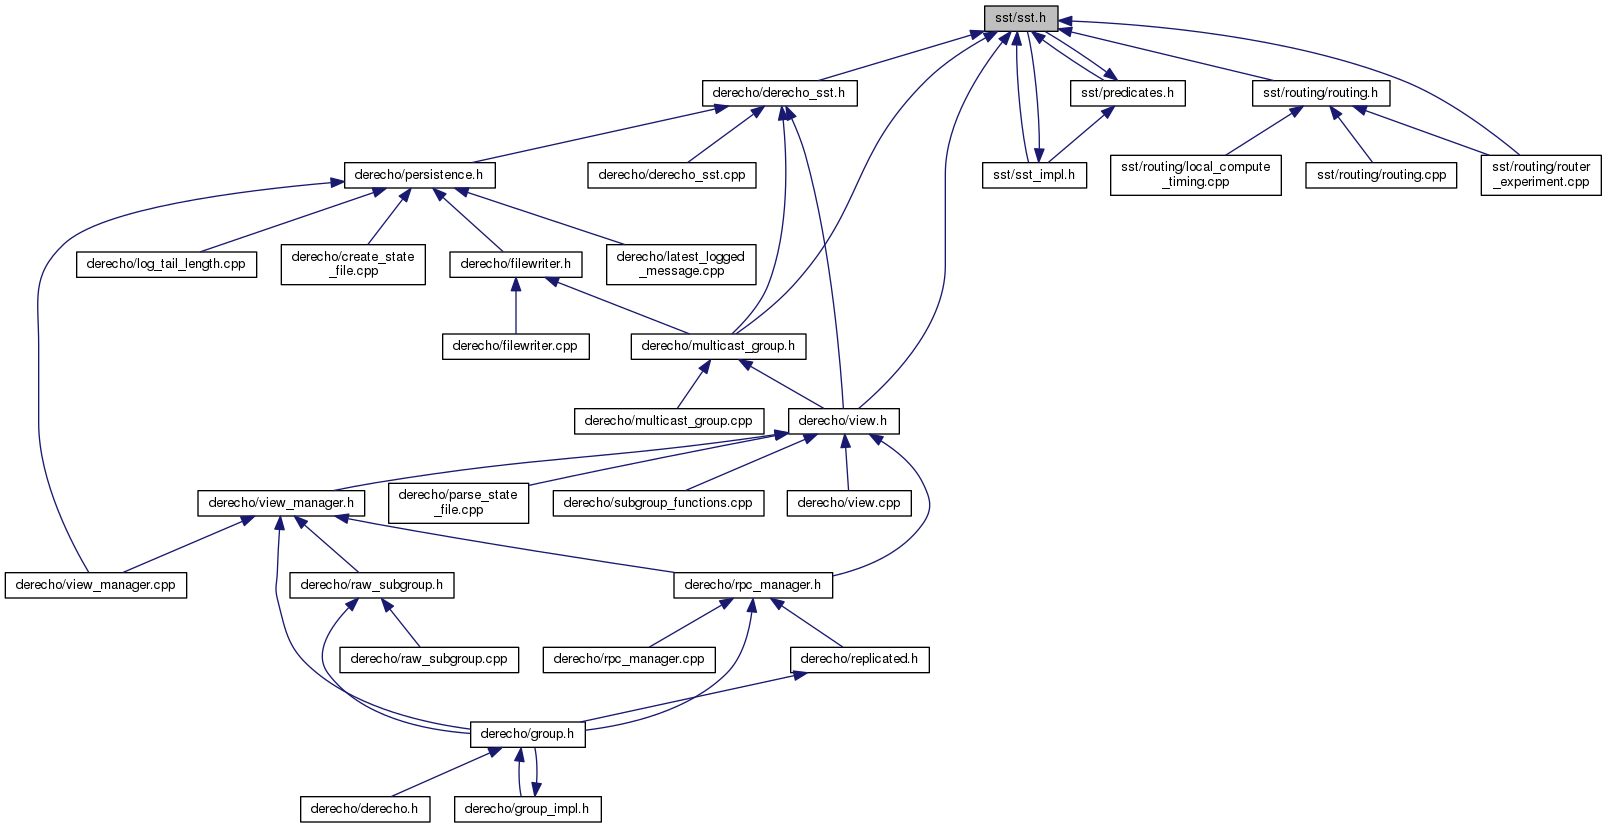 sst/sst.h
derecho/derecho_sst.h
sst/predicates.h
sst/routing/routing.h
derecho/persistence.h
derecho/derecho_sst.cpp
sst/sst_impl.h
sst/routing/local_compute
_timing.cpp
sst/routing/routing.cpp
sst/routing/router
_experiment.cpp
derecho/log_tail_length.cpp
derecho/create_state
_file.cpp
derecho/filewriter.h
derecho/latest_logged
_message.cpp
derecho/filewriter.cpp
derecho/multicast_group.h
derecho/multicast_group.cpp
derecho/view.h
derecho/view_manager.h
derecho/parse_state
_file.cpp
derecho/subgroup_functions.cpp
derecho/view.cpp
derecho/view_manager.cpp
derecho/raw_subgroup.h
derecho/rpc_manager.h
derecho/raw_subgroup.cpp
derecho/rpc_manager.cpp
derecho/replicated.h
derecho/group.h
derecho/derecho.h
derecho/group_impl.h